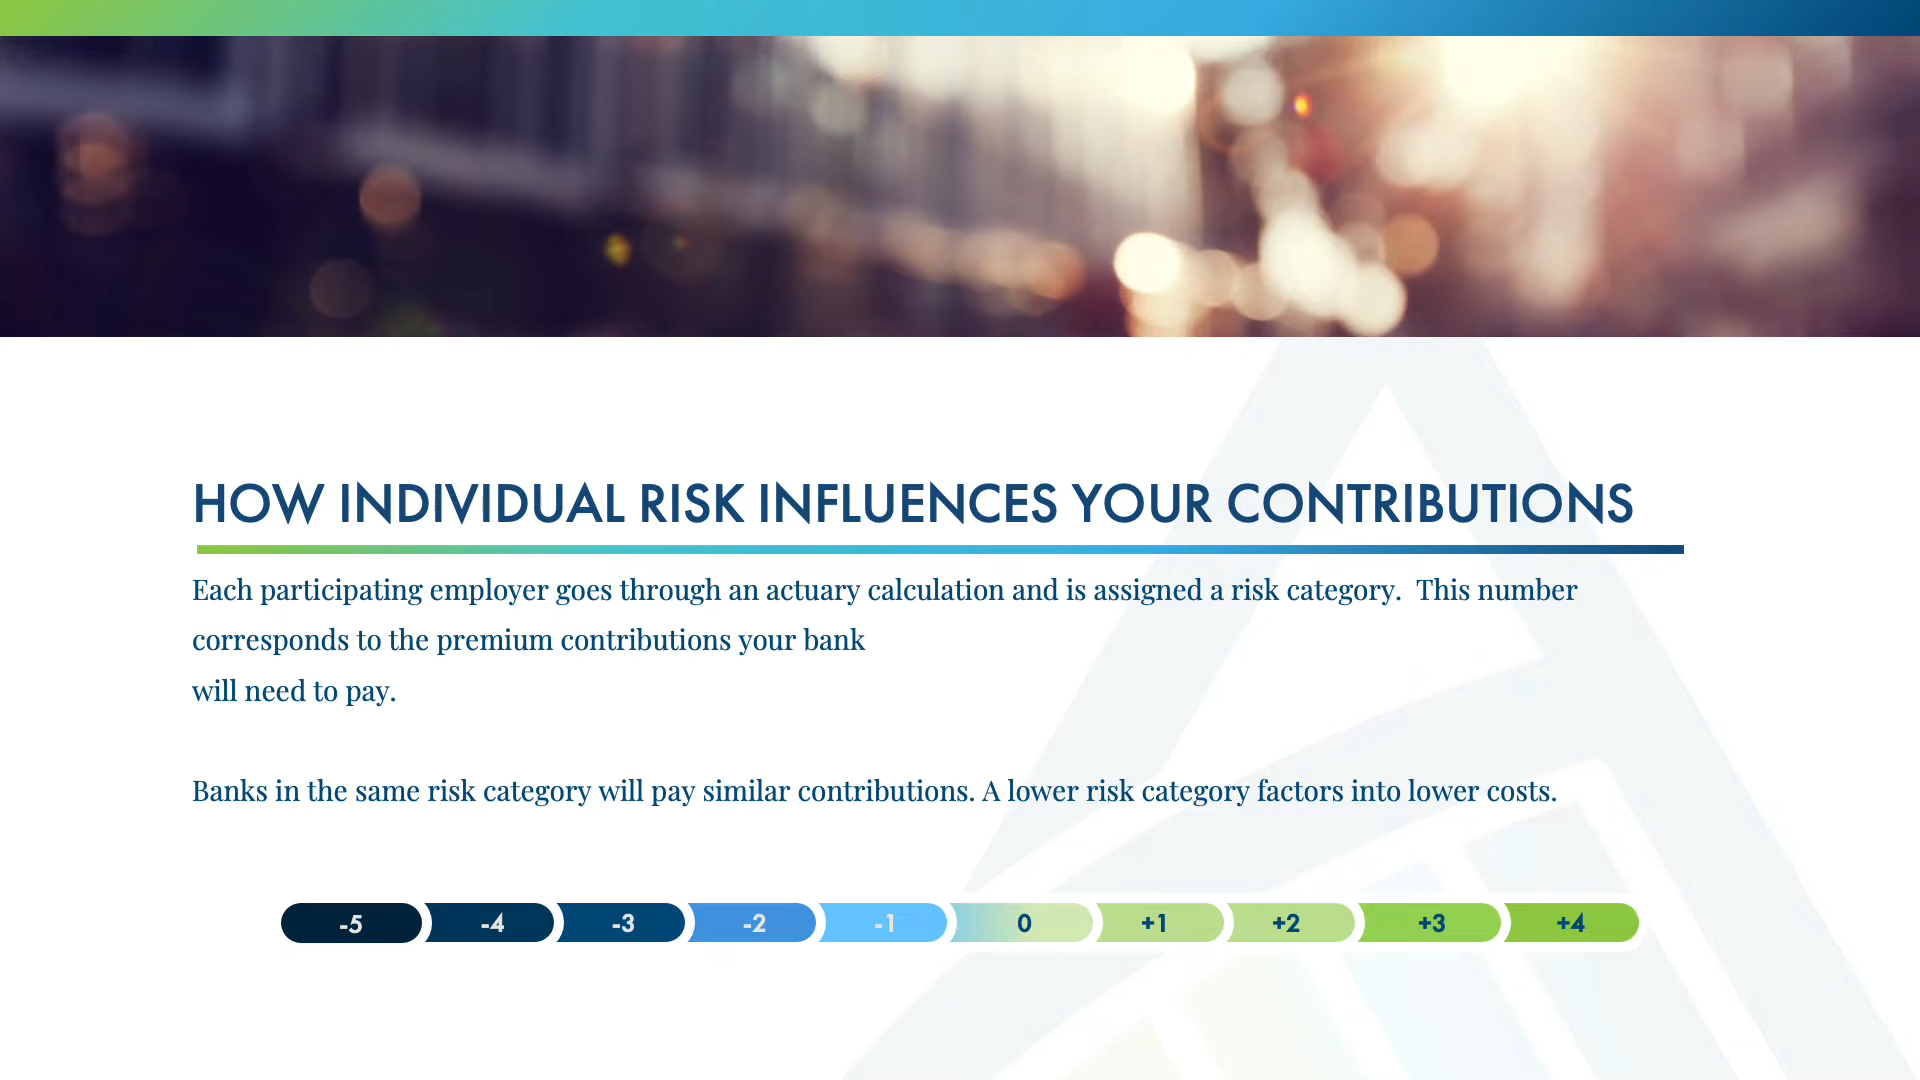 HOW INDIVIDUAL RISK INFLUENCES YOUR CONTRIBUTIONS
Each participating employer goes through an actuary calculation and is assigned a risk category.  This number
corresponds to the premium contributions your bank
will need to pay.
Banks in the same risk category will pay similar contributions. A lower risk category factors into lower costs.
-5 -4 -3 -2 -1 0 +1 +2 +3 +4